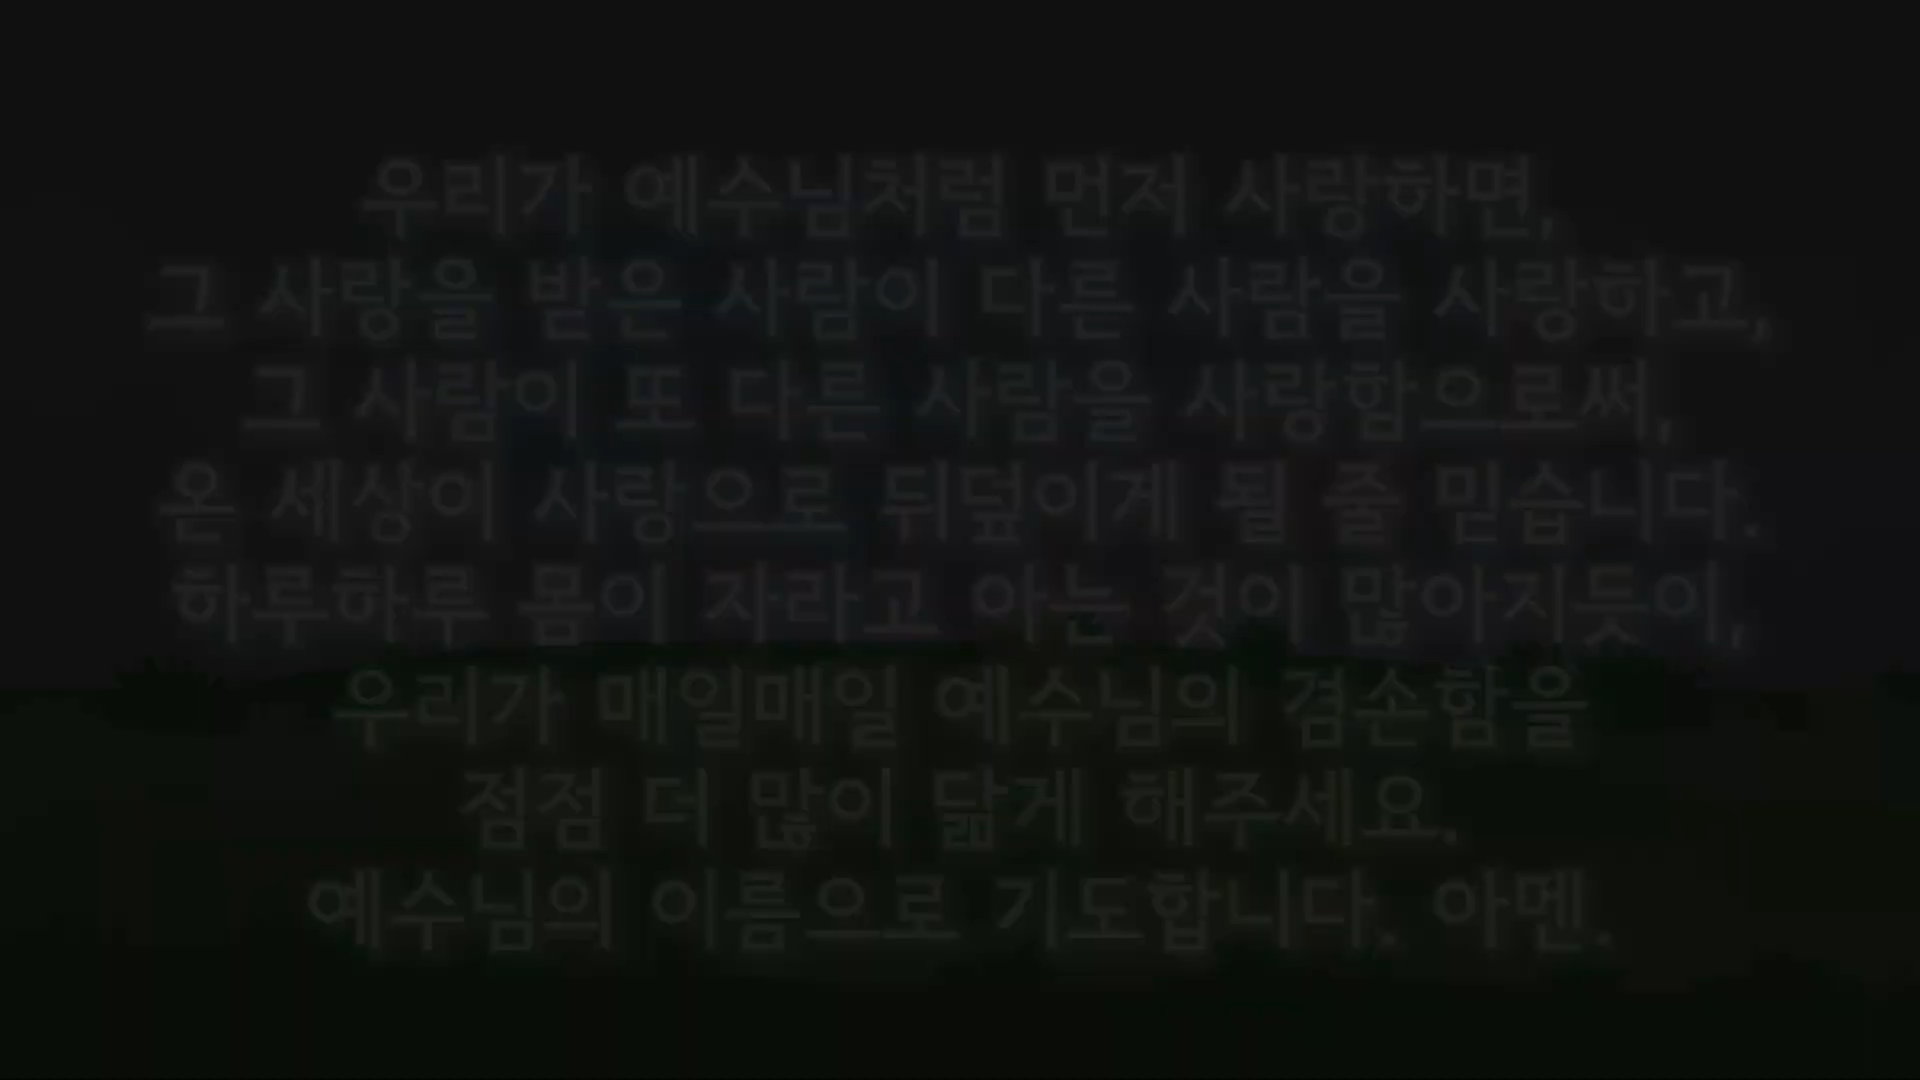 우리가 예수님처럼 먼저 사랑하면,
그 사랑을 받은 사람이 다른 사람을 사랑하고,
그 사람이 또 다른 사람을 사랑함으로써,
온 세상이 사랑으로 뒤덮이게 될 줄 믿습니다.
하루하루 몸이 자라고 아는 것이 많아지듯이,
우리가 매일매일 예수님의 겸손함을
점점 더 많이 닮게 해주세요.
예수님의 이름으로 기도합니다. 아멘.